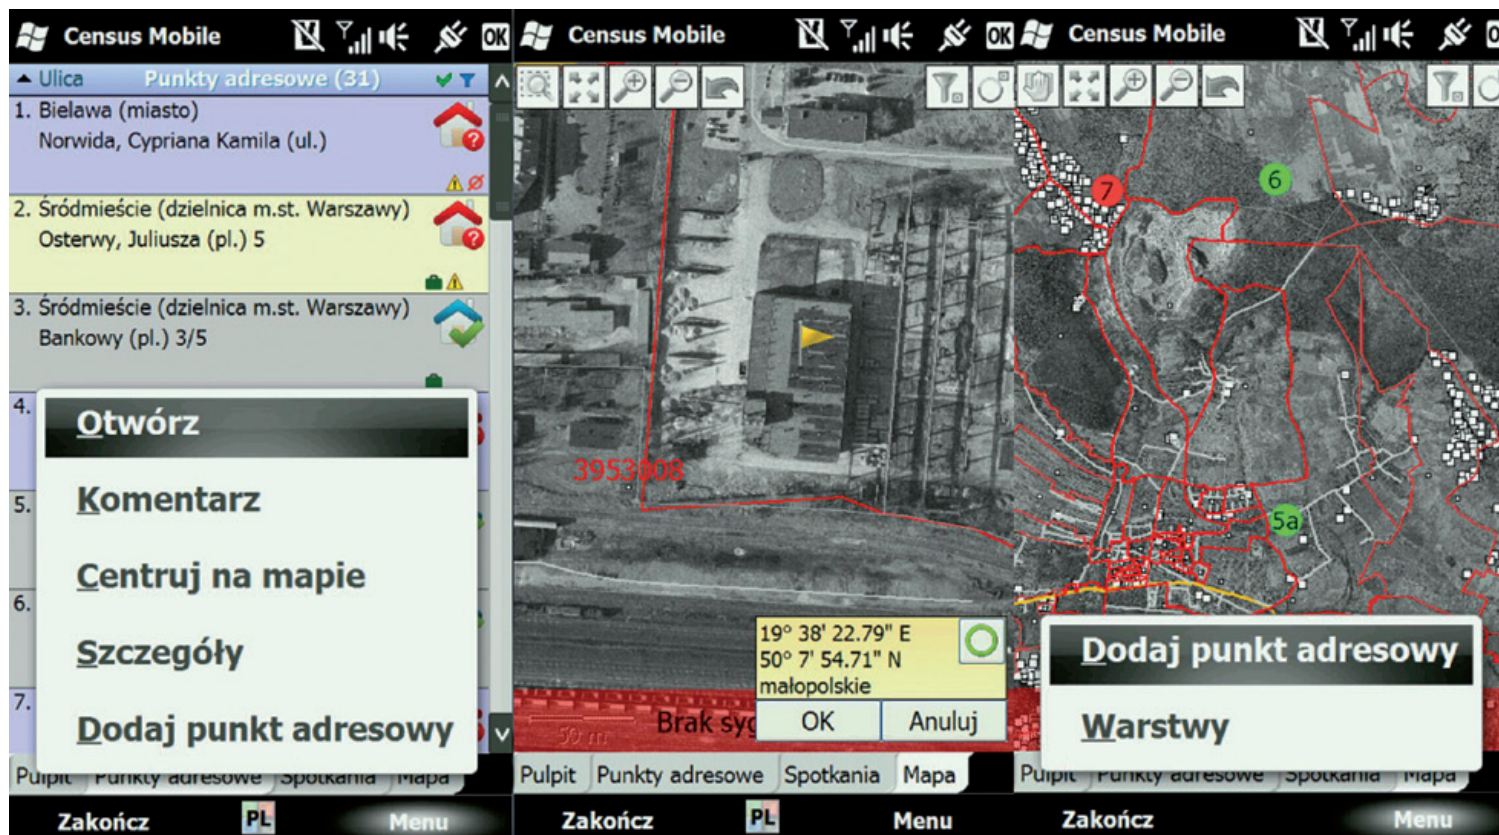 Census Mobile
OK
Ulica
Punkty adresowe (31)
1. Bielawa (miasto)
Norwida, Cypriana Kamila (ul.)
2. Śródmieście (dzielnica m.st. Warszawy)
Osterwy, Juliusza (pl.) 5
3. Śródmieście (dzielnica m.st. Warszawy)
Bankowy (pl.) 3/5
4.
5.
6.
7.
Otwórz
Komentarz
Centruj na mapie
Szczegóły
Dodaj punkt adresowy
Pulpit Punkty adresowe Spotkania Mapa
Zakończ PL Menu
Census Mobile
OK
3953008
19° 38' 22.79" E
50° 7' 54.71" N
małopolskie
50 m
Brak syg
OK Anuluj
Pulpit Punkty adresowe Spotkania Mapa
Zakończ PL Menu
Census Mobile
7
6
5a
Dodaj punkt adresowy
Warstwy
Pulpit Punkty adresowe Spotkania Mapa
Zakończ Menu